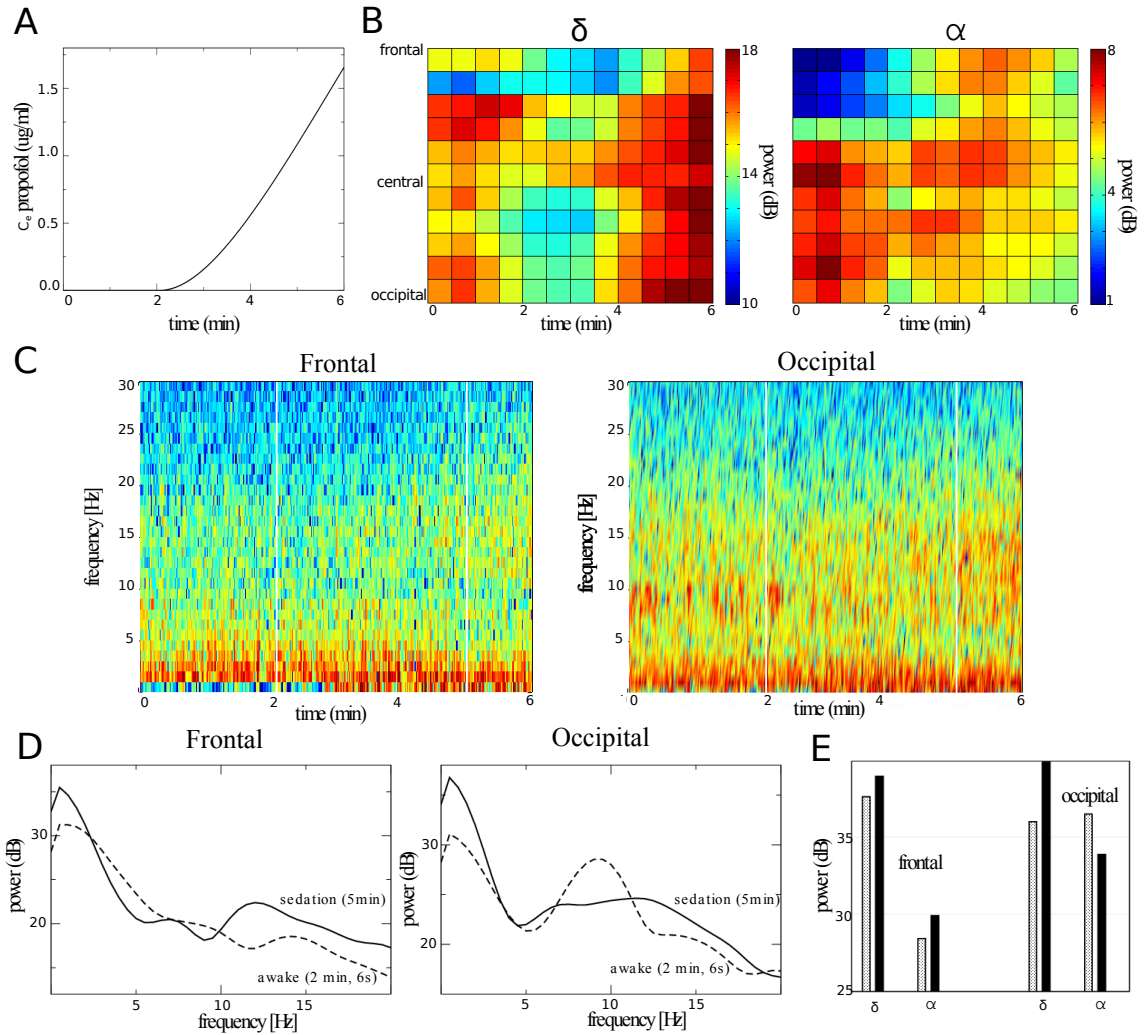 A
1.5
1.0
0.5
0.0
0 2 4 6
c_e propofol (ug/ml)
time (min)
B
δ
frontal
central
occipital
0 2 4 6
time (min)
18
14
10
power (dB)
α
0 2 4 6
time (min)
8
4
1
power (dB)
C
Frontal
30
25
20
15
10
5
frequency [Hz]
0 2 4 6
time (min)
Occipital
30
25
20
15
10
5
frequency [Hz]
0 2 4 6
time (min)
D
Frontal
30
20
power (dB)
sedation (5min)
awake (2 min, 6s)
5 15
frequency [Hz]
Occipital
30
20
power (dB)
sedation (5min)
awake (2 min, 6s)
5 15
frequency [Hz]
E
35
30
25
power (dB)
frontal
occipital
δ α δ α